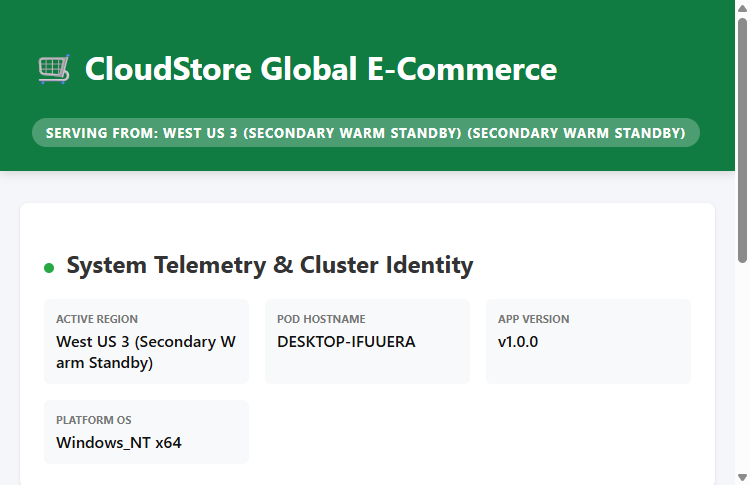 CloudStore Global E-Commerce
SERVING FROM: WEST US 3 (SECONDARY WARM STANDBY) (SECONDARY WARM STANDBY)
System Telemetry & Cluster Identity
ACTIVE REGION
West US 3 (Secondary W
arm Standby)
POD HOSTNAME
DESKTOP-IFUUERA
APP VERSION
v1.0.0
PLATFORM OS
Windows_NT x64